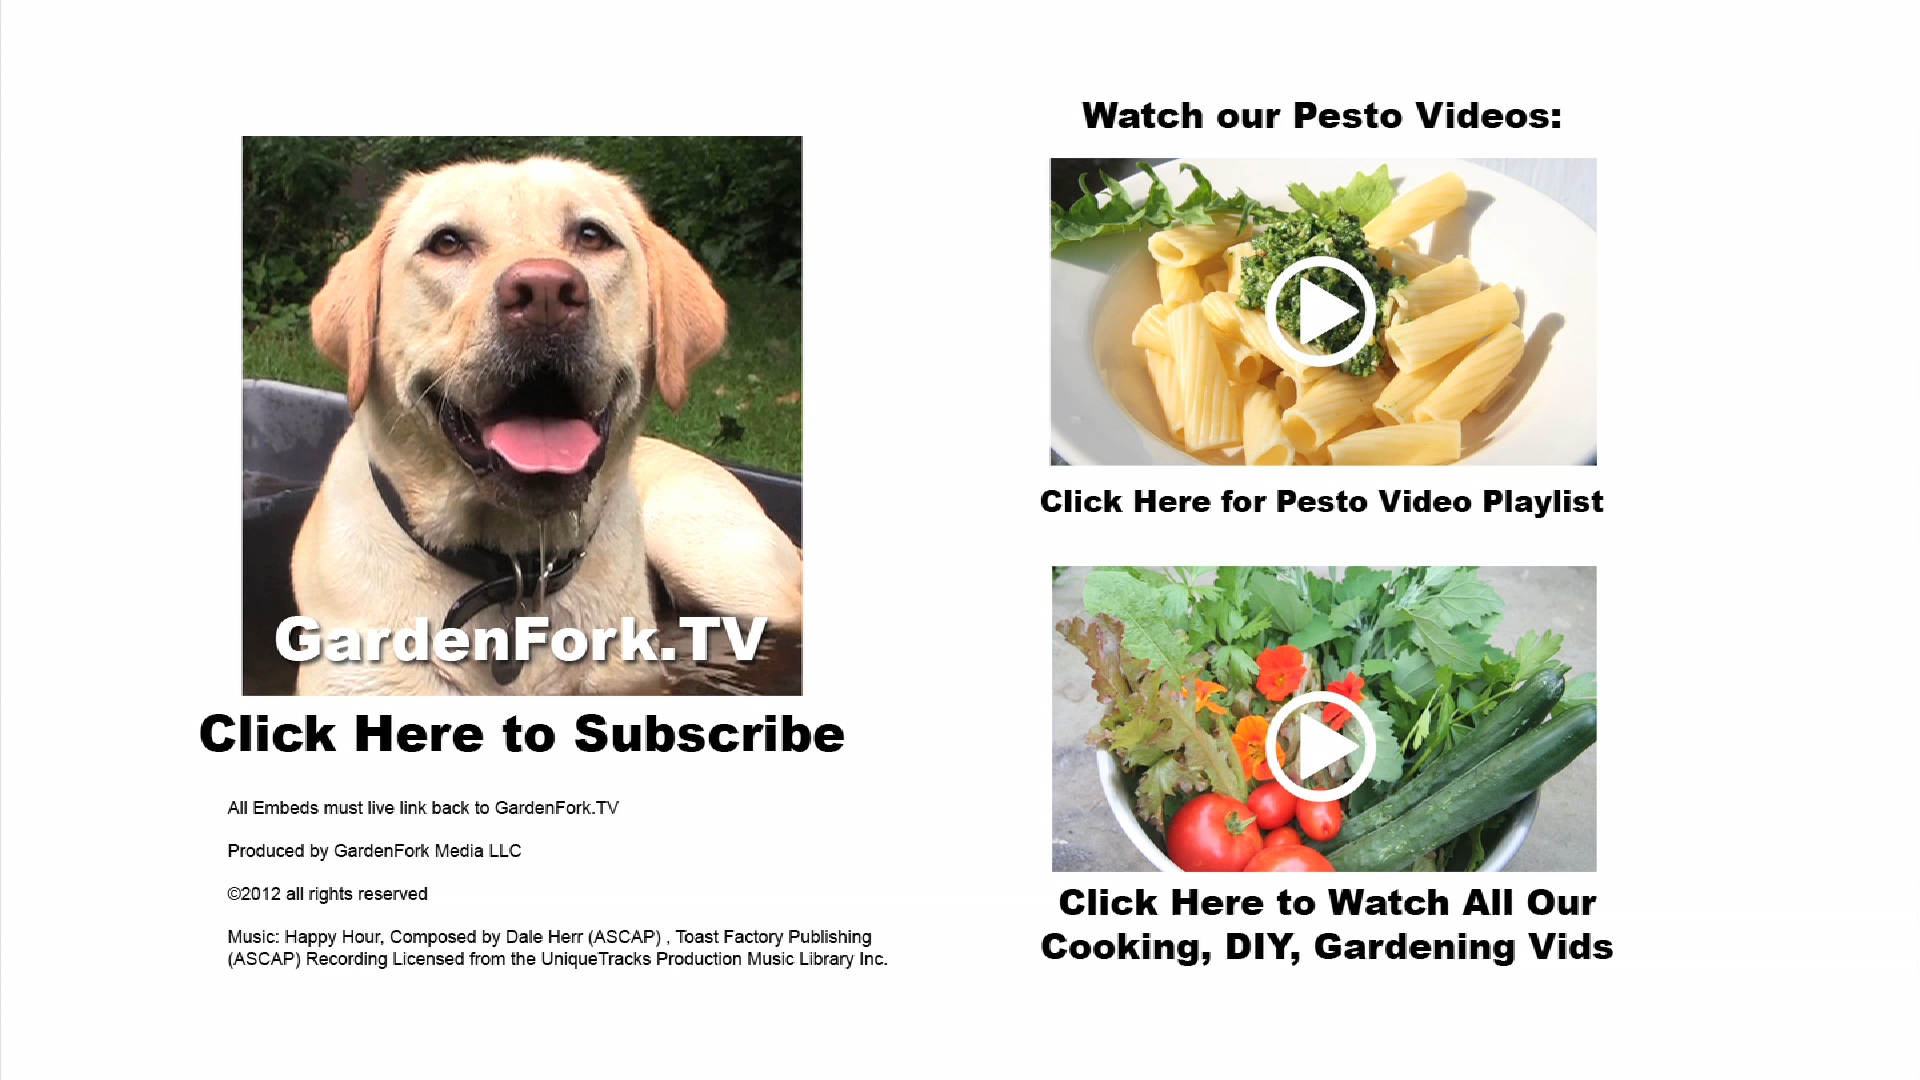 GardenFork.TV
Click Here to Subscribe
All Embeds must live link back to GardenFork.TV
Produced by GardenFork Media LLC
©2012 all rights reserved
Music: Happy Hour, Composed by Dale Herr (ASCAP) , Toast Factory Publishing
(ASCAP) Recording Licensed from the UniqueTracks Production Music Library Inc.
Watch our Pesto Videos:
Click Here for Pesto Video Playlist
Click Here to Watch All Our
Cooking, DIY, Gardening Vids